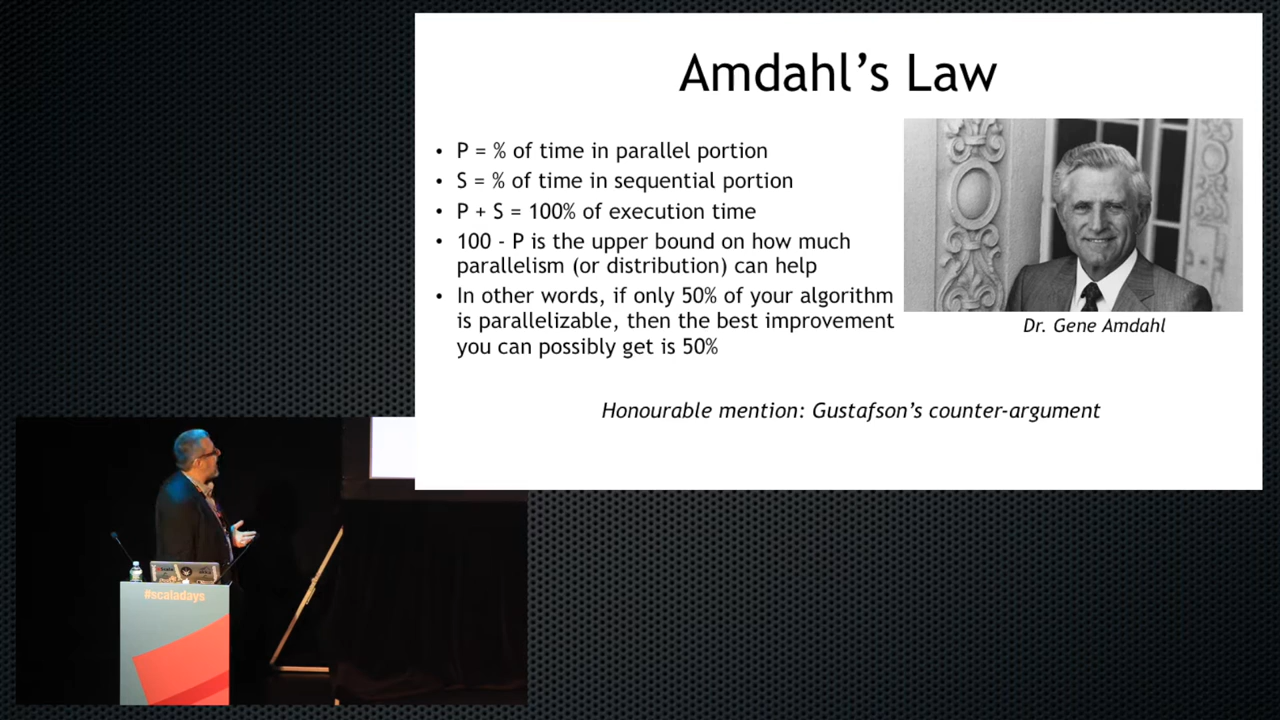 Amdahl’s Law
• P = % of time in parallel portion
• S = % of time in sequential portion
• P + S = 100% of execution time
• 100 - P is the upper bound on how much
parallelism (or distribution) can help
• In other words, if only 50% of your algorithm
is parallelizable, then the best improvement
you can possibly get is 50%
Dr. Gene Amdahl
Honourable mention: Gustafson’s counter-argument
#scaladays